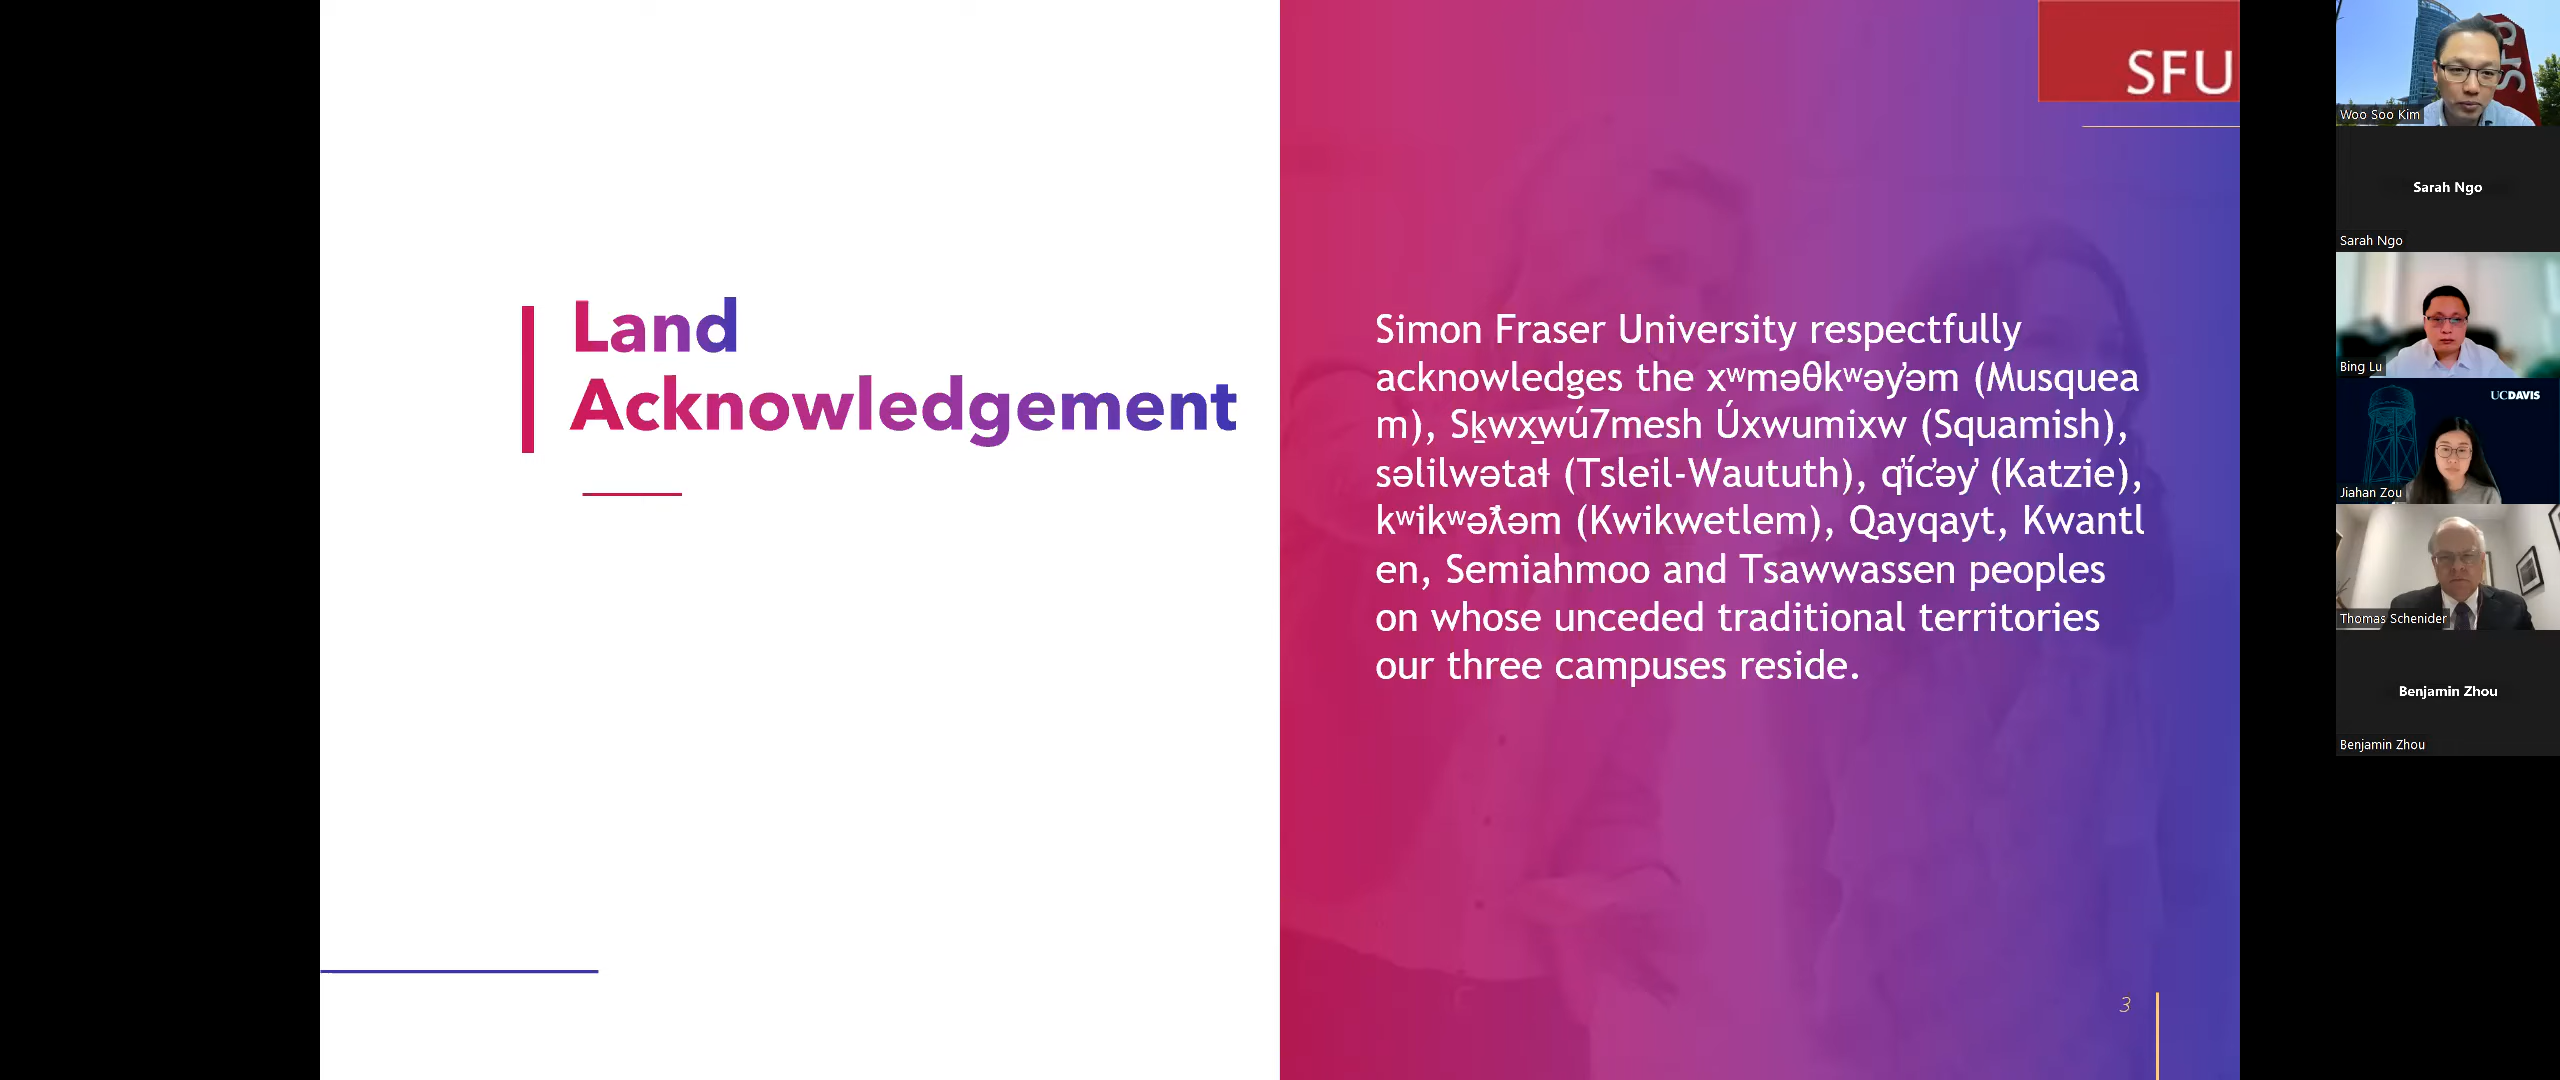 Land
Acknowledgement
SFU
Simon Fraser University respectfully
acknowledges the xʷməθkʷəy̓əm (Musquea
m), Sḵwx̱wú7mesh Úxwumixw (Squamish),
səlilwətaɬ (Tsleil-Waututh), q̓íc̓əy̓ (Katzie),
kʷikʷəƛ̓əm (Kwikwetlem), Qayqayt, Kwantl
en, Semiahmoo and Tsawwassen peoples
on whose unceded traditional territories
our three campuses reside.
3
SFU
Woo Soo Kim
Sarah Ngo
Sarah Ngo
Bing Lu
UCDAVIS
Jiahan Zou
Thomas Schenider
Benjamin Zhou
Benjamin Zhou